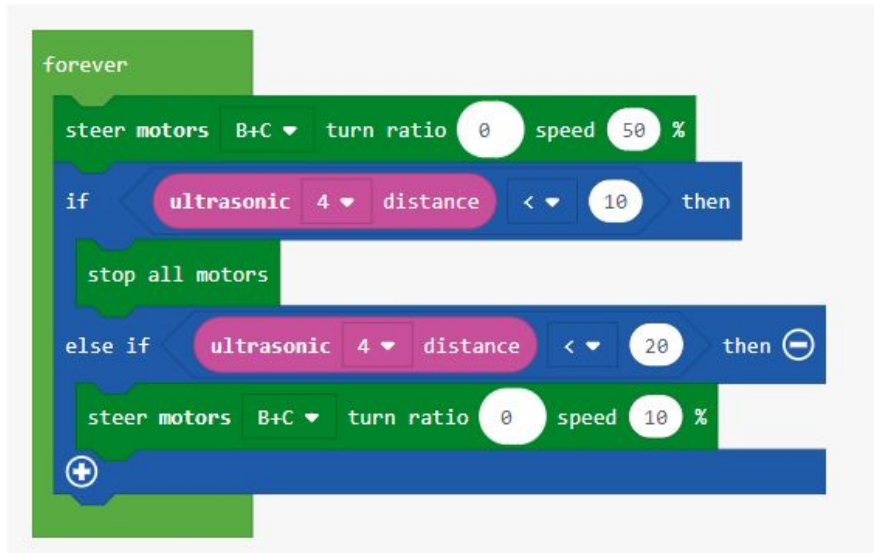 forever
steer motors B+C turn ratio 0 speed 50 %
if ultrasonic 4 distance < 10 then
stop all motors
else if ultrasonic 4 distance < 20 then
steer motors B+C turn ratio 0 speed 10 %